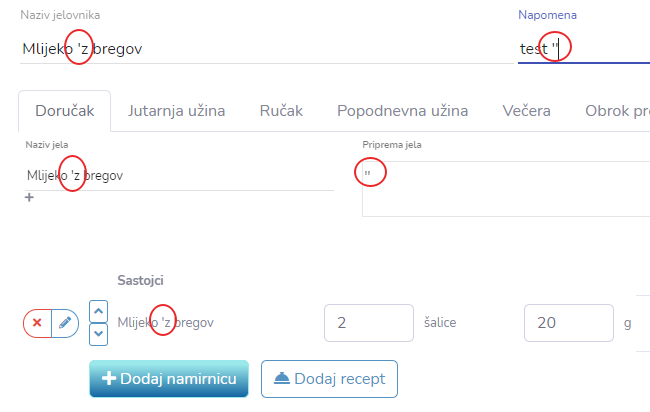 Naziv jelovnika Napomena
Mlijeko 'z bregov test ''
Doručak Jutarnja užina Ručak Popodnevna užina Večera Obrok pr
Naziv jela Priprema jela
Mlijeko 'z bregov ''
+
Sastojci
Mlijeko 'z bregov 2 šalice 20 g
Dodaj namirnicu Dodaj recept